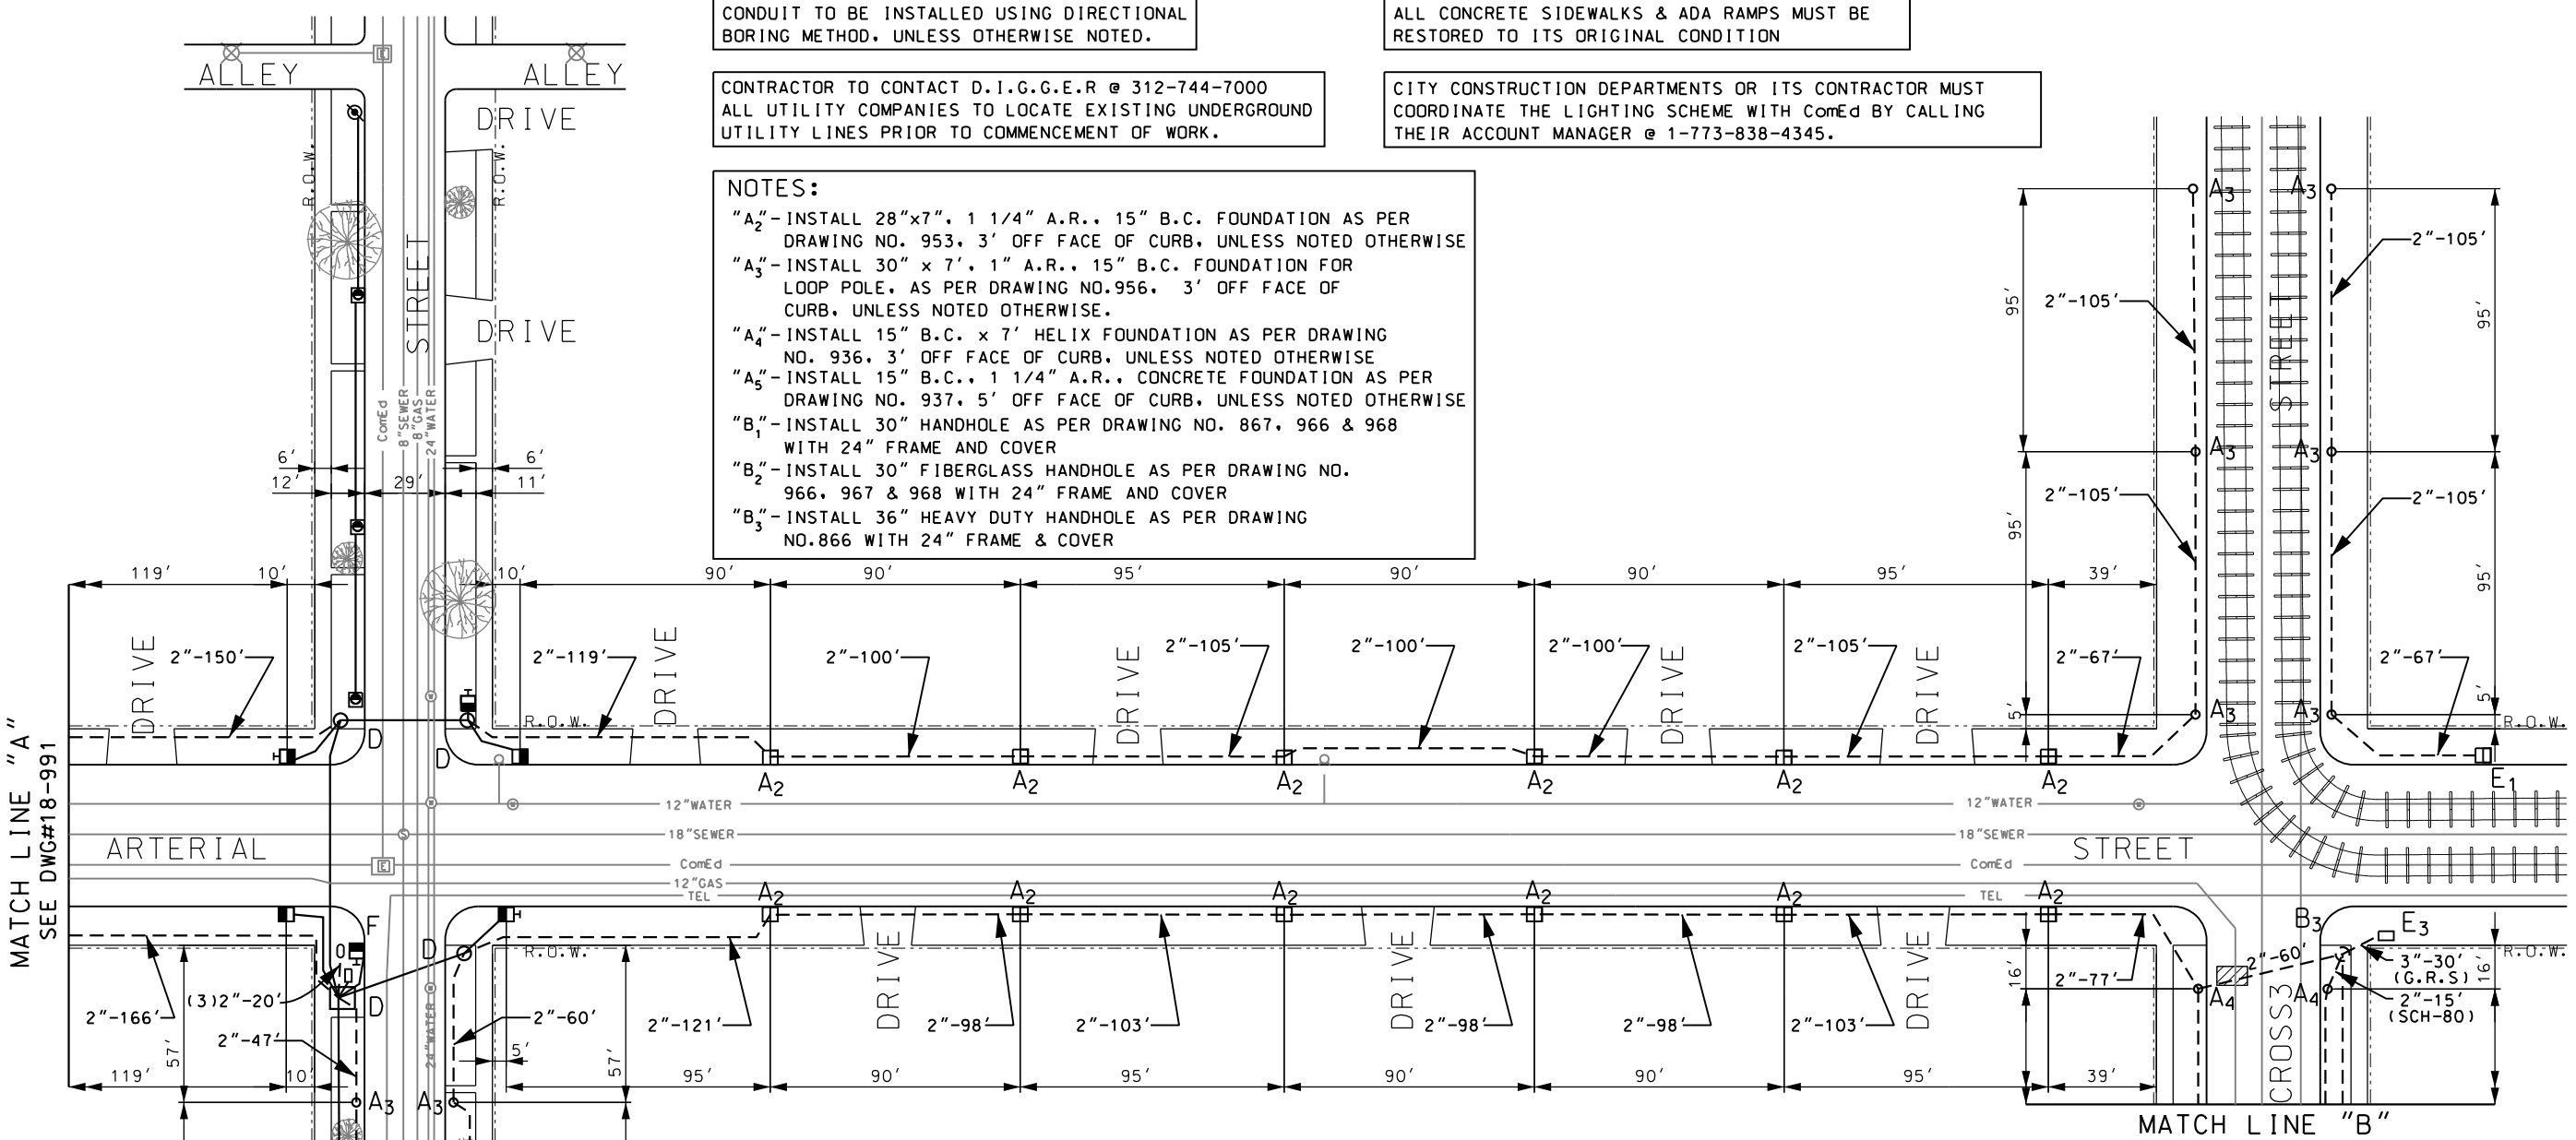 CONDUIT TO BE INSTALLED USING DIRECTIONAL
BORING METHOD, UNLESS OTHERWISE NOTED.
ALL CONCRETE SIDEWALKS & ADA RAMPS MUST BE
RESTORED TO ITS ORIGINAL CONDITION
CONTRACTOR TO CONTACT D.I.G.G.E.R @ 312-744-7000
ALL UTILITY COMPANIES TO LOCATE EXISTING UNDERGROUND
UTILITY LINES PRIOR TO COMMENCEMENT OF WORK.
CITY CONSTRUCTION DEPARTMENTS OR ITS CONTRACTOR MUST
COORDINATE THE LIGHTING SCHEME WITH ComEd BY CALLING
THEIR ACCOUNT MANAGER @ 1-773-838-4345.
NOTES:
"A2"-INSTALL 28"x7", 1 1/4" A.R., 15" B.C. FOUNDATION AS PER
DRAWING NO. 953, 3' OFF FACE OF CURB, UNLESS NOTED OTHERWISE
"A3"-INSTALL 30" x 7', 1" A.R., 15" B.C. FOUNDATION FOR
LOOP POLE, AS PER DRAWING NO.956, 3' OFF FACE OF
CURB, UNLESS NOTED OTHERWISE.
"A4"-INSTALL 15" B.C. x 7' HELIX FOUNDATION AS PER DRAWING
NO. 936, 3' OFF FACE OF CURB, UNLESS NOTED OTHERWISE
"A5"-INSTALL 15" B.C., 1 1/4" A.R., CONCRETE FOUNDATION AS PER
DRAWING NO. 937, 5' OFF FACE OF CURB, UNLESS NOTED OTHERWISE
"B1"-INSTALL 30" HANDHOLE AS PER DRAWING NO. 867, 966 & 968
WITH 24" FRAME AND COVER
"B2"-INSTALL 30" FIBERGLASS HANDHOLE AS PER DRAWING NO.
966, 967 & 968 WITH 24" FRAME AND COVER
"B3"-INSTALL 36" HEAVY DUTY HANDHOLE AS PER DRAWING
NO.866 WITH 24" FRAME & COVER
ALLEY
E
ALLEY
DRIVE
R.O.W.
R.O.W.
STREET
DRIVE
ComEd
8"SEWER
8"GAS
24"WATER
6'
6'
12'
29'
11'
A3
A3
95'
95'
2"-105'
2"-105'
STREET
A3
A3
2"-105'
2"-105'
95'
95'
119'
10'
10'
90'
90'
95'
90'
90'
95'
39'
DRIVE
2"-150'
2"-119'
DRIVE
2"-100'
DRIVE
2"-105'
2"-100'
2"-100'
DRIVE
2"-105'
DRIVE
2"-67'
2"-67'
5'
5'
A3
A3
R.O.W.
R.O.W.
D
D
A2
A2
A2
A2
A2
A2
E1
MATCH LINE "A"
SEE DWG#18-991
12"WATER
12"WATER
18"SEWER
18"SEWER
ARTERIAL
STREET
E
ComEd
ComEd
12"GAS
TEL
TEL
A2
A2
A2
A2
A2
A2
F
D
R.O.W.
B3
E3
R.O.W.
(3)2"-20'
D
2"-166'
2"-47'
57'
24"WATER
2"-60'
5'
57'
2"-121'
DRIVE
2"-98'
2"-103'
DRIVE
2"-98'
2"-98'
2"-103'
DRIVE
2"-77'
16'
2"-60'
3"-30'
(G.R.S)
16'
2"-15'
(SCH-80)
A4
A4
CROSS3
119'
10'
95'
90'
95'
90'
90'
95'
39'
A3
A3
MATCH LINE "B"